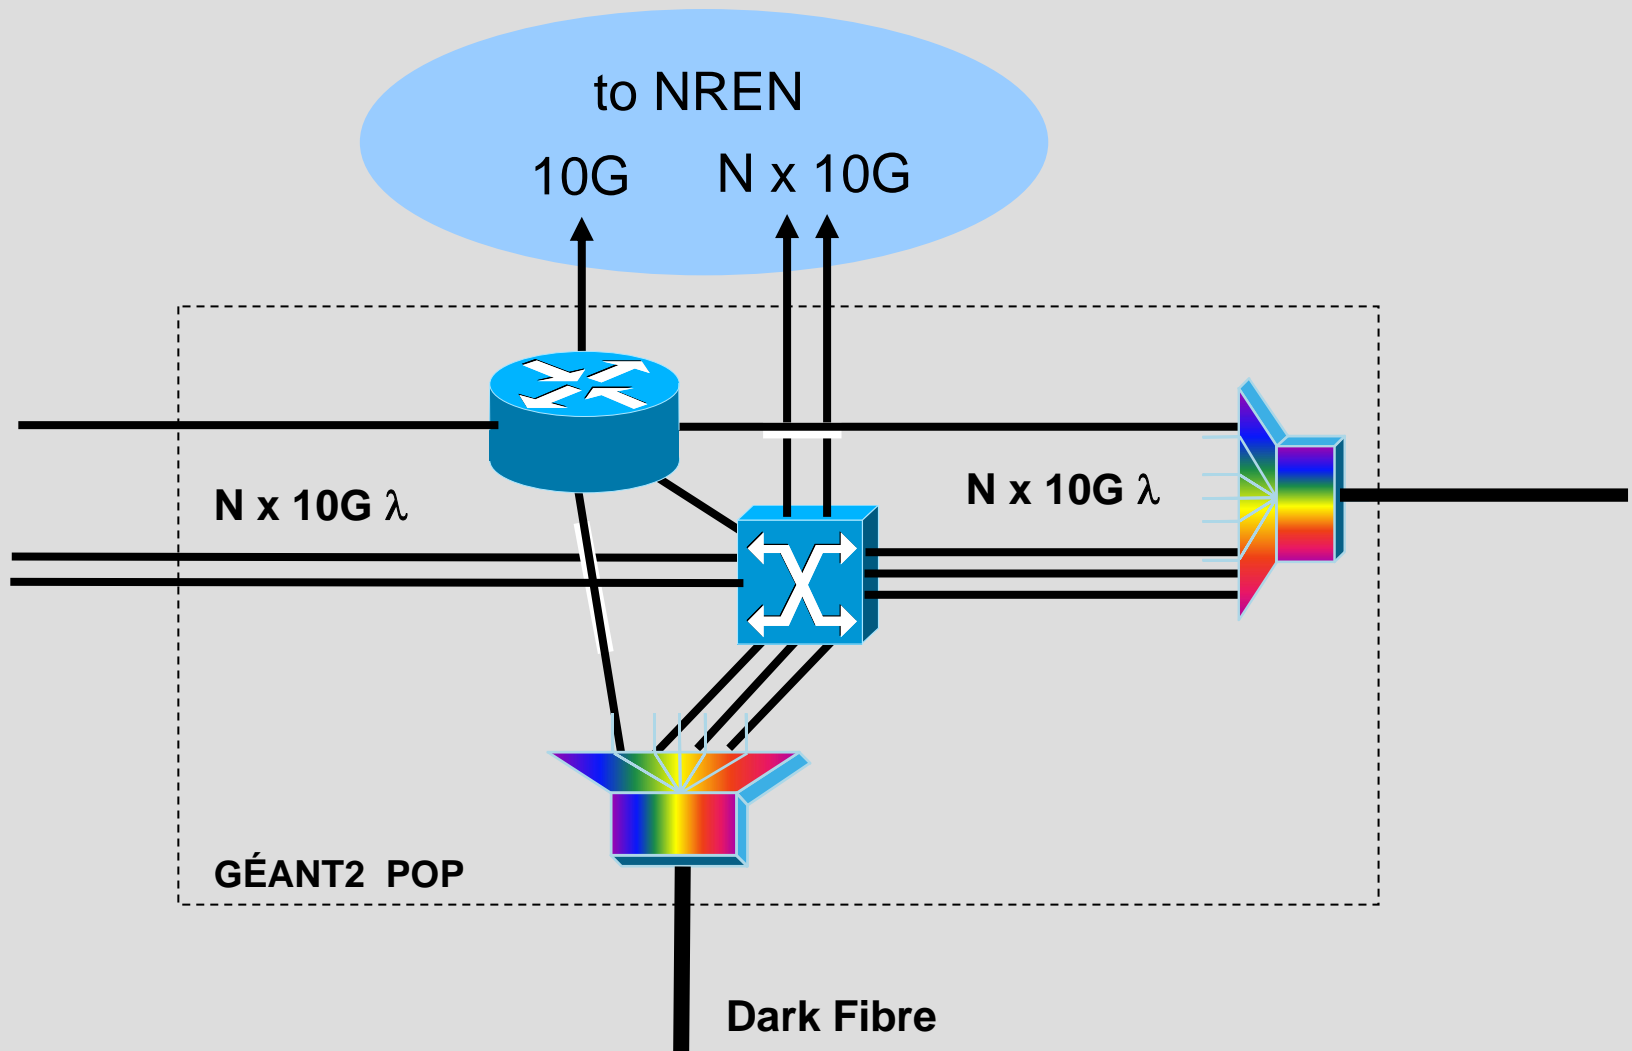 to NREN
10G
N x 10G
N x 10G λ
N x 10G λ
GÉANT2 POP
Dark Fibre